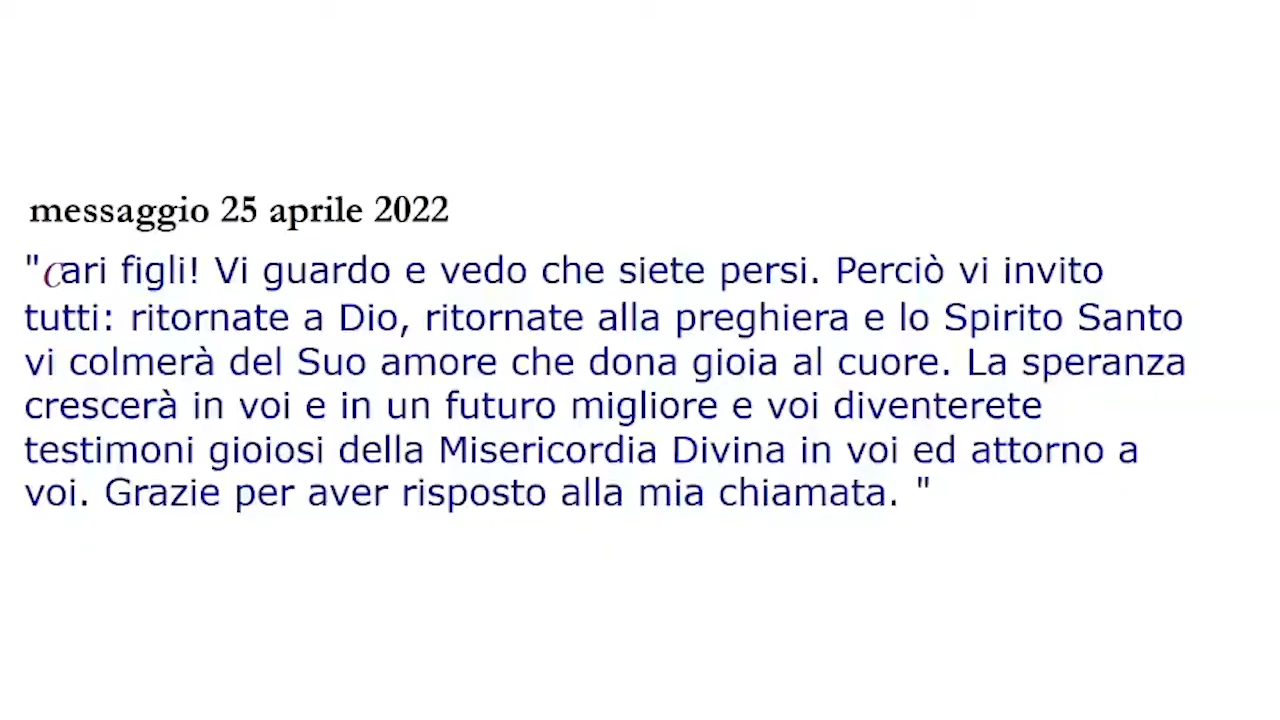 messaggio 25 aprile 2022
"Cari figli! Vi guardo e vedo che siete persi. Perciò vi invito
tutti: ritornate a Dio, ritornate alla preghiera e lo Spirito Santo
vi colmerà del Suo amore che dona gioia al cuore. La speranza
crescerà in voi e in un futuro migliore e voi diventerete
testimoni gioiosi della Misericordia Divina in voi ed attorno a
voi. Grazie per aver risposto alla mia chiamata. "